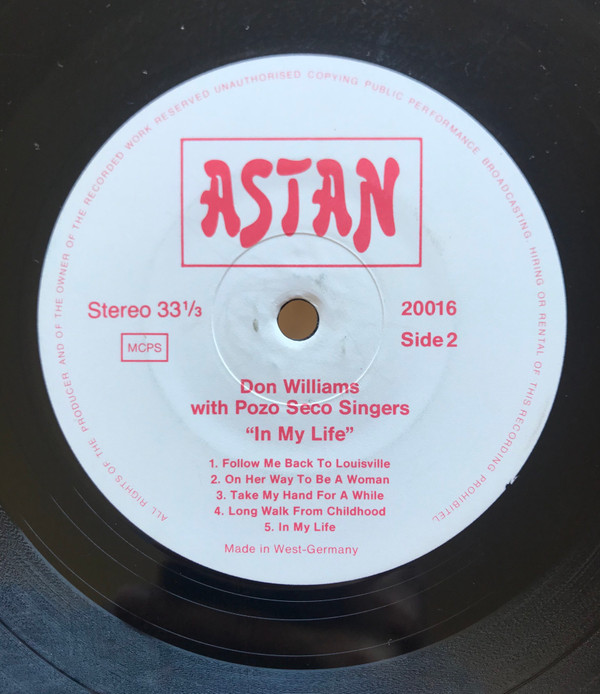 ALL RIGHTS OF THE PRODUCER AND OF THE OWNER OF THE RECORDED WORK RESERVED UNAUTHORISED COPYING PUBLIC PERFORMANCE BROADCASTING HIRING OR RENTAL OF THIS RECORDING PROHIBITEL
ASTAN
Stereo 33 1/3
20016
MCPS
Side 2
Don Williams
with Pozo Seco Singers
“In My Life”
1. Follow Me Back To Louisville
2. On Her Way To Be A Woman
3. Take My Hand For A While
4. Long Walk From Childhood
5. In My Life
Made in West-Germany